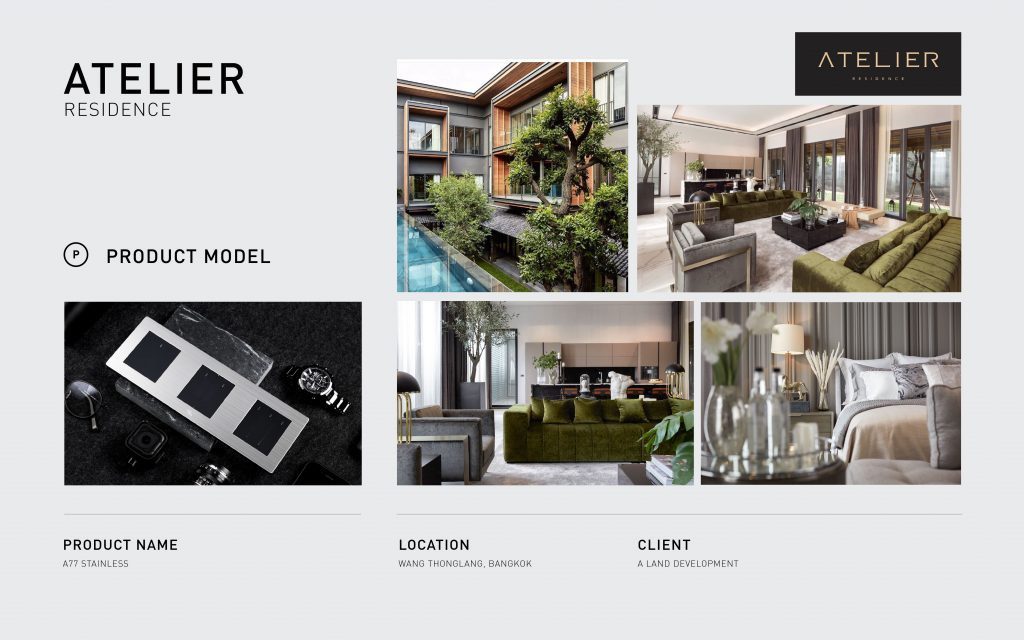 ATELIER
RESIDENCE
ATELIER
RESIDENCE
P PRODUCT MODEL
PRODUCT NAME
A77 STAINLESS
LOCATION
WANG THONGLANG, BANGKOK
CLIENT
A LAND DEVELOPMENT